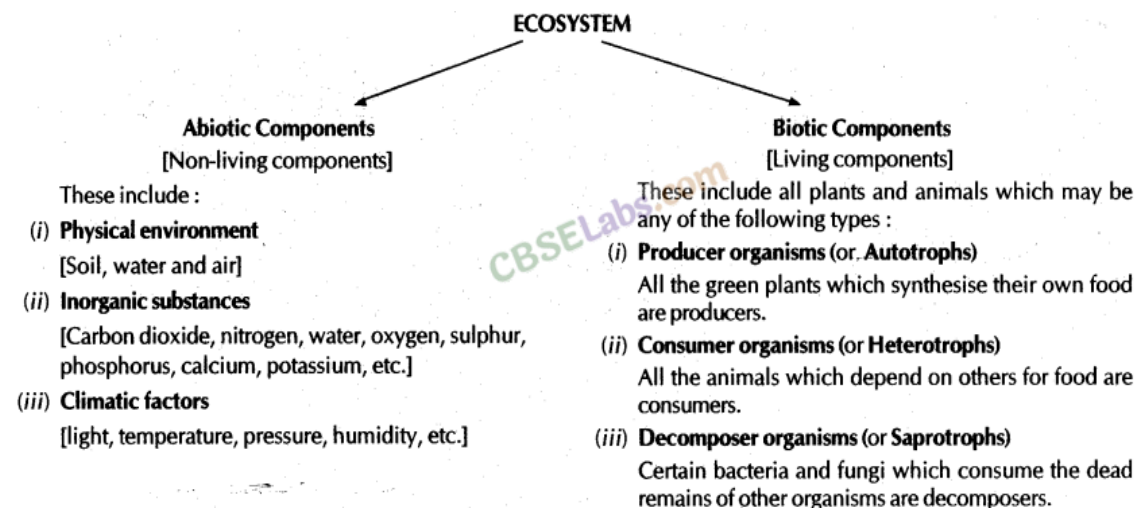 ECOSYSTEM
Abiotic Components
[Non-living components]
These include :
(i) Physical environment
[Soil, water and air]
(ii) Inorganic substances
[Carbon dioxide, nitrogen, water, oxygen, sulphur,
phosphorus, calcium, potassium, etc.]
(iii) Climatic factors
[light, temperature, pressure, humidity, etc.]
Biotic Components
[Living components]
These include all plants and animals which may be
any of the following types :
(i) Producer organisms (or. Autotrophs)
All the green plants which synthesise their own food
are producers.
(ii) Consumer organisms (or Heterotrophs)
All the animals which depend on others for food are
consumers.
(iii) Decomposer organisms (or Saprotrophs)
Certain bacteria and fungi which consume the dead
remains of other organisms are decomposers.
CBSELabs.com